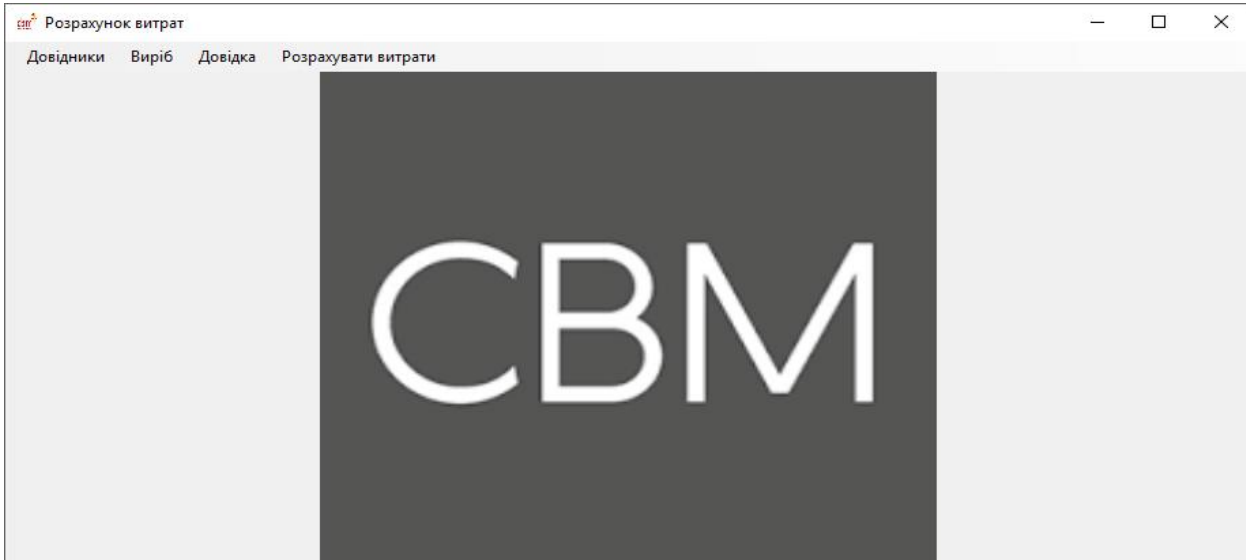 Розрахунок витрат
Довідники Виріб Довідка Розрахувати витрати
CBM